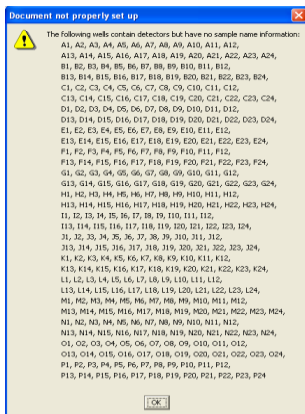 Document not properly set up
The following wells contain detectors but have no sample name information:
A1, A2, A3, A4, A5, A6, A7, A8, A9, A10, A11, A12,
A13, A14, A15, A16, A17, A18, A19, A20, A21, A22, A23, A24,
B1, B2, B3, B4, B5, B6, B7, B8, B9, B10, B11, B12,
B13, B14, B15, B16, B17, B18, B19, B20, B21, B22, B23, B24,
C1, C2, C3, C4, C5, C6, C7, C8, C9, C10, C11, C12,
C13, C14, C15, C16, C17, C18, C19, C20, C21, C22, C23, C24,
D1, D2, D3, D4, D5, D6, D7, D8, D9, D10, D11, D12,
D13, D14, D15, D16, D17, D18, D19, D20, D21, D22, D23, D24,
E1, E2, E3, E4, E5, E6, E7, E8, E9, E10, E11, E12,
E13, E14, E15, E16, E17, E18, E19, E20, E21, E22, E23, E24,
F1, F2, F3, F4, F5, F6, F7, F8, F9, F10, F11, F12,
F13, F14, F15, F16, F17, F18, F19, F20, F21, F22, F23, F24,
G1, G2, G3, G4, G5, G6, G7, G8, G9, G10, G11, G12,
G13, G14, G15, G16, G17, G18, G19, G20, G21, G22, G23, G24,
H1, H2, H3, H4, H5, H6, H7, H8, H9, H10, H11, H12,
H13, H14, H15, H16, H17, H18, H19, H20, H21, H22, H23, H24,
I1, I2, I3, I4, I5, I6, I7, I8, I9, I10, I11, I12,
I13, I14, I15, I16, I17, I18, I19, I20, I21, I22, I23, I24,
J1, J2, J3, J4, J5, J6, J7, J8, J9, J10, J11, J12,
J13, J14, J15, J16, J17, J18, J19, J20, J21, J22, J23, J24,
K1, K2, K3, K4, K5, K6, K7, K8, K9, K10, K11, K12,
K13, K14, K15, K16, K17, K18, K19, K20, K21, K22, K23, K24,
L1, L2, L3, L4, L5, L6, L7, L8, L9, L10, L11, L12,
L13, L14, L15, L16, L17, L18, L19, L20, L21, L22, L23, L24,
M1, M2, M3, M4, M5, M6, M7, M8, M9, M10, M11, M12,
M13, M14, M15, M16, M17, M18, M19, M20, M21, M22, M23, M24,
N1, N2, N3, N4, N5, N6, N7, N8, N9, N10, N11, N12,
N13, N14, N15, N16, N17, N18, N19, N20, N21, N22, N23, N24,
O1, O2, O3, O4, O5, O6, O7, O8, O9, O10, O11, O12,
O13, O14, O15, O16, O17, O18, O19, O20, O21, O22, O23, O24,
P1, P2, P3, P4, P5, P6, P7, P8, P9, P10, P11, P12,
P13, P14, P15, P16, P17, P18, P19, P20, P21, P22, P23, P24
OK